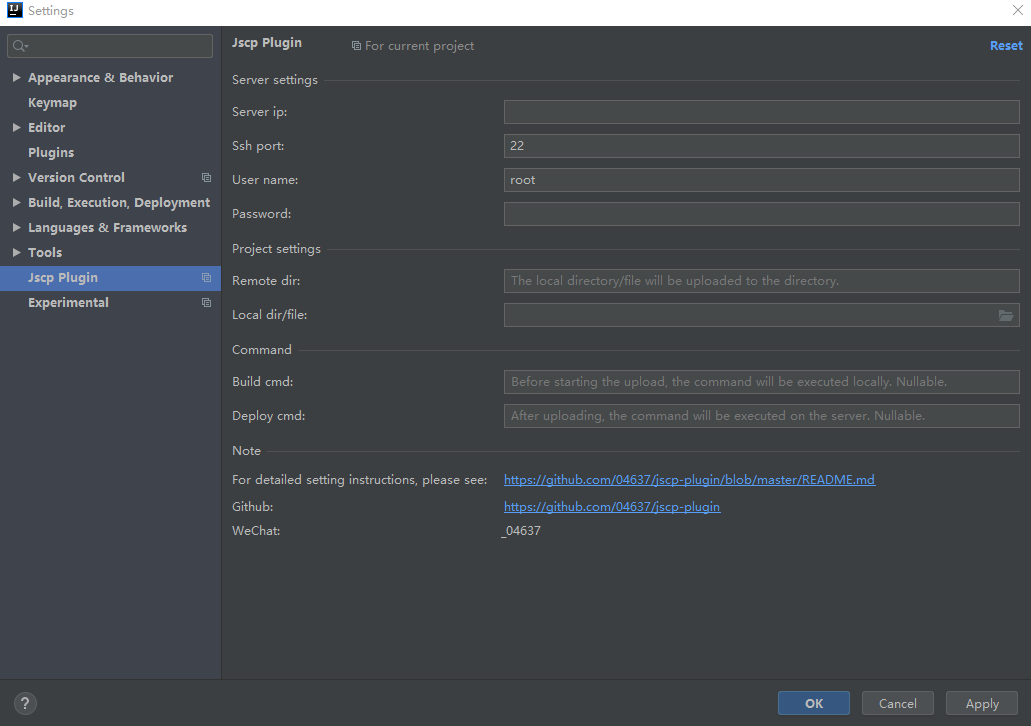 Settings
Jscp Plugin
For current project
Reset
Appearance & Behavior
Keymap
Editor
Plugins
Version Control
Build, Execution, Deployment
Languages & Frameworks
Tools
Jscp Plugin
Experimental
Server settings
Server ip:
Ssh port: 22
User name: root
Password:
Project settings
Remote dir: The local directory/file will be uploaded to the directory.
Local dir/file:
Command
Build cmd: Before starting the upload, the command will be executed locally. Nullable.
Deploy cmd: After uploading, the command will be executed on the server. Nullable.
Note
For detailed setting instructions, please see: https://github.com/04637/jscp-plugin/blob/master/README.md
Github: https://github.com/04637/jscp-plugin
WeChat: _04637
?
OK
Cancel
Apply